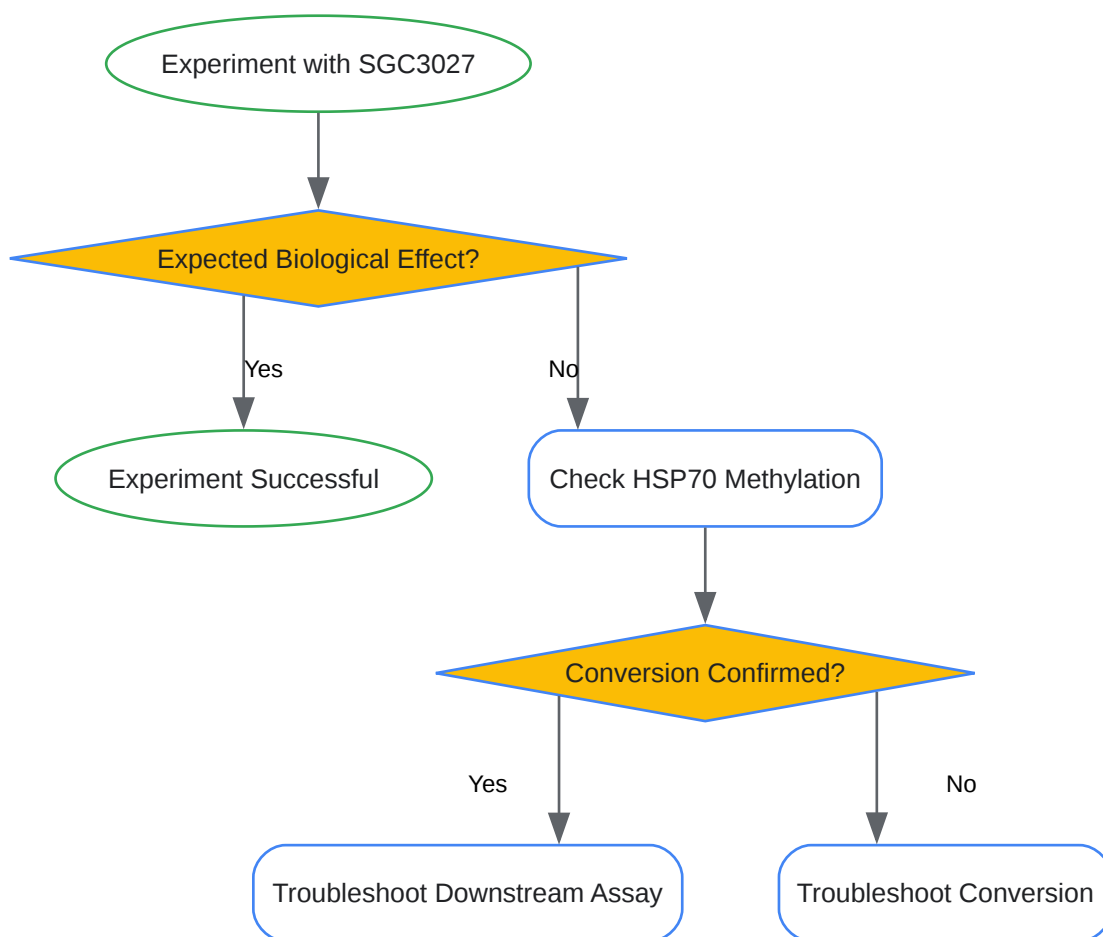 Experiment with SGC3027
Expected Biological Effect?
Yes
No
Experiment Successful
Check HSP70 Methylation
Conversion Confirmed?
Yes
No
Troubleshoot Downstream Assay
Troubleshoot Conversion